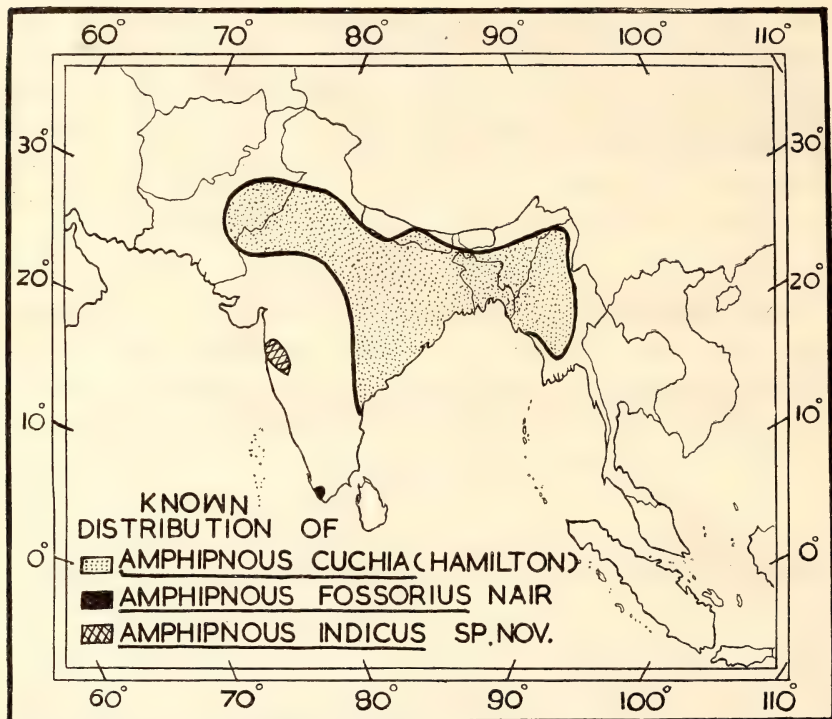 60° 70° 80° 90° 100° 110°
30° 30°
20° 20°
10° 10°
KNOWN
DISTRIBUTION OF
0° 0°
AMPHIPNOUS CUCHIA (HAMILTON)
AMPHIPNOUS FOSSORIUS NAIR
AMPHIPNOUS INDICUS SP. NOV.
60° 70° 80° 90° 100° 110°